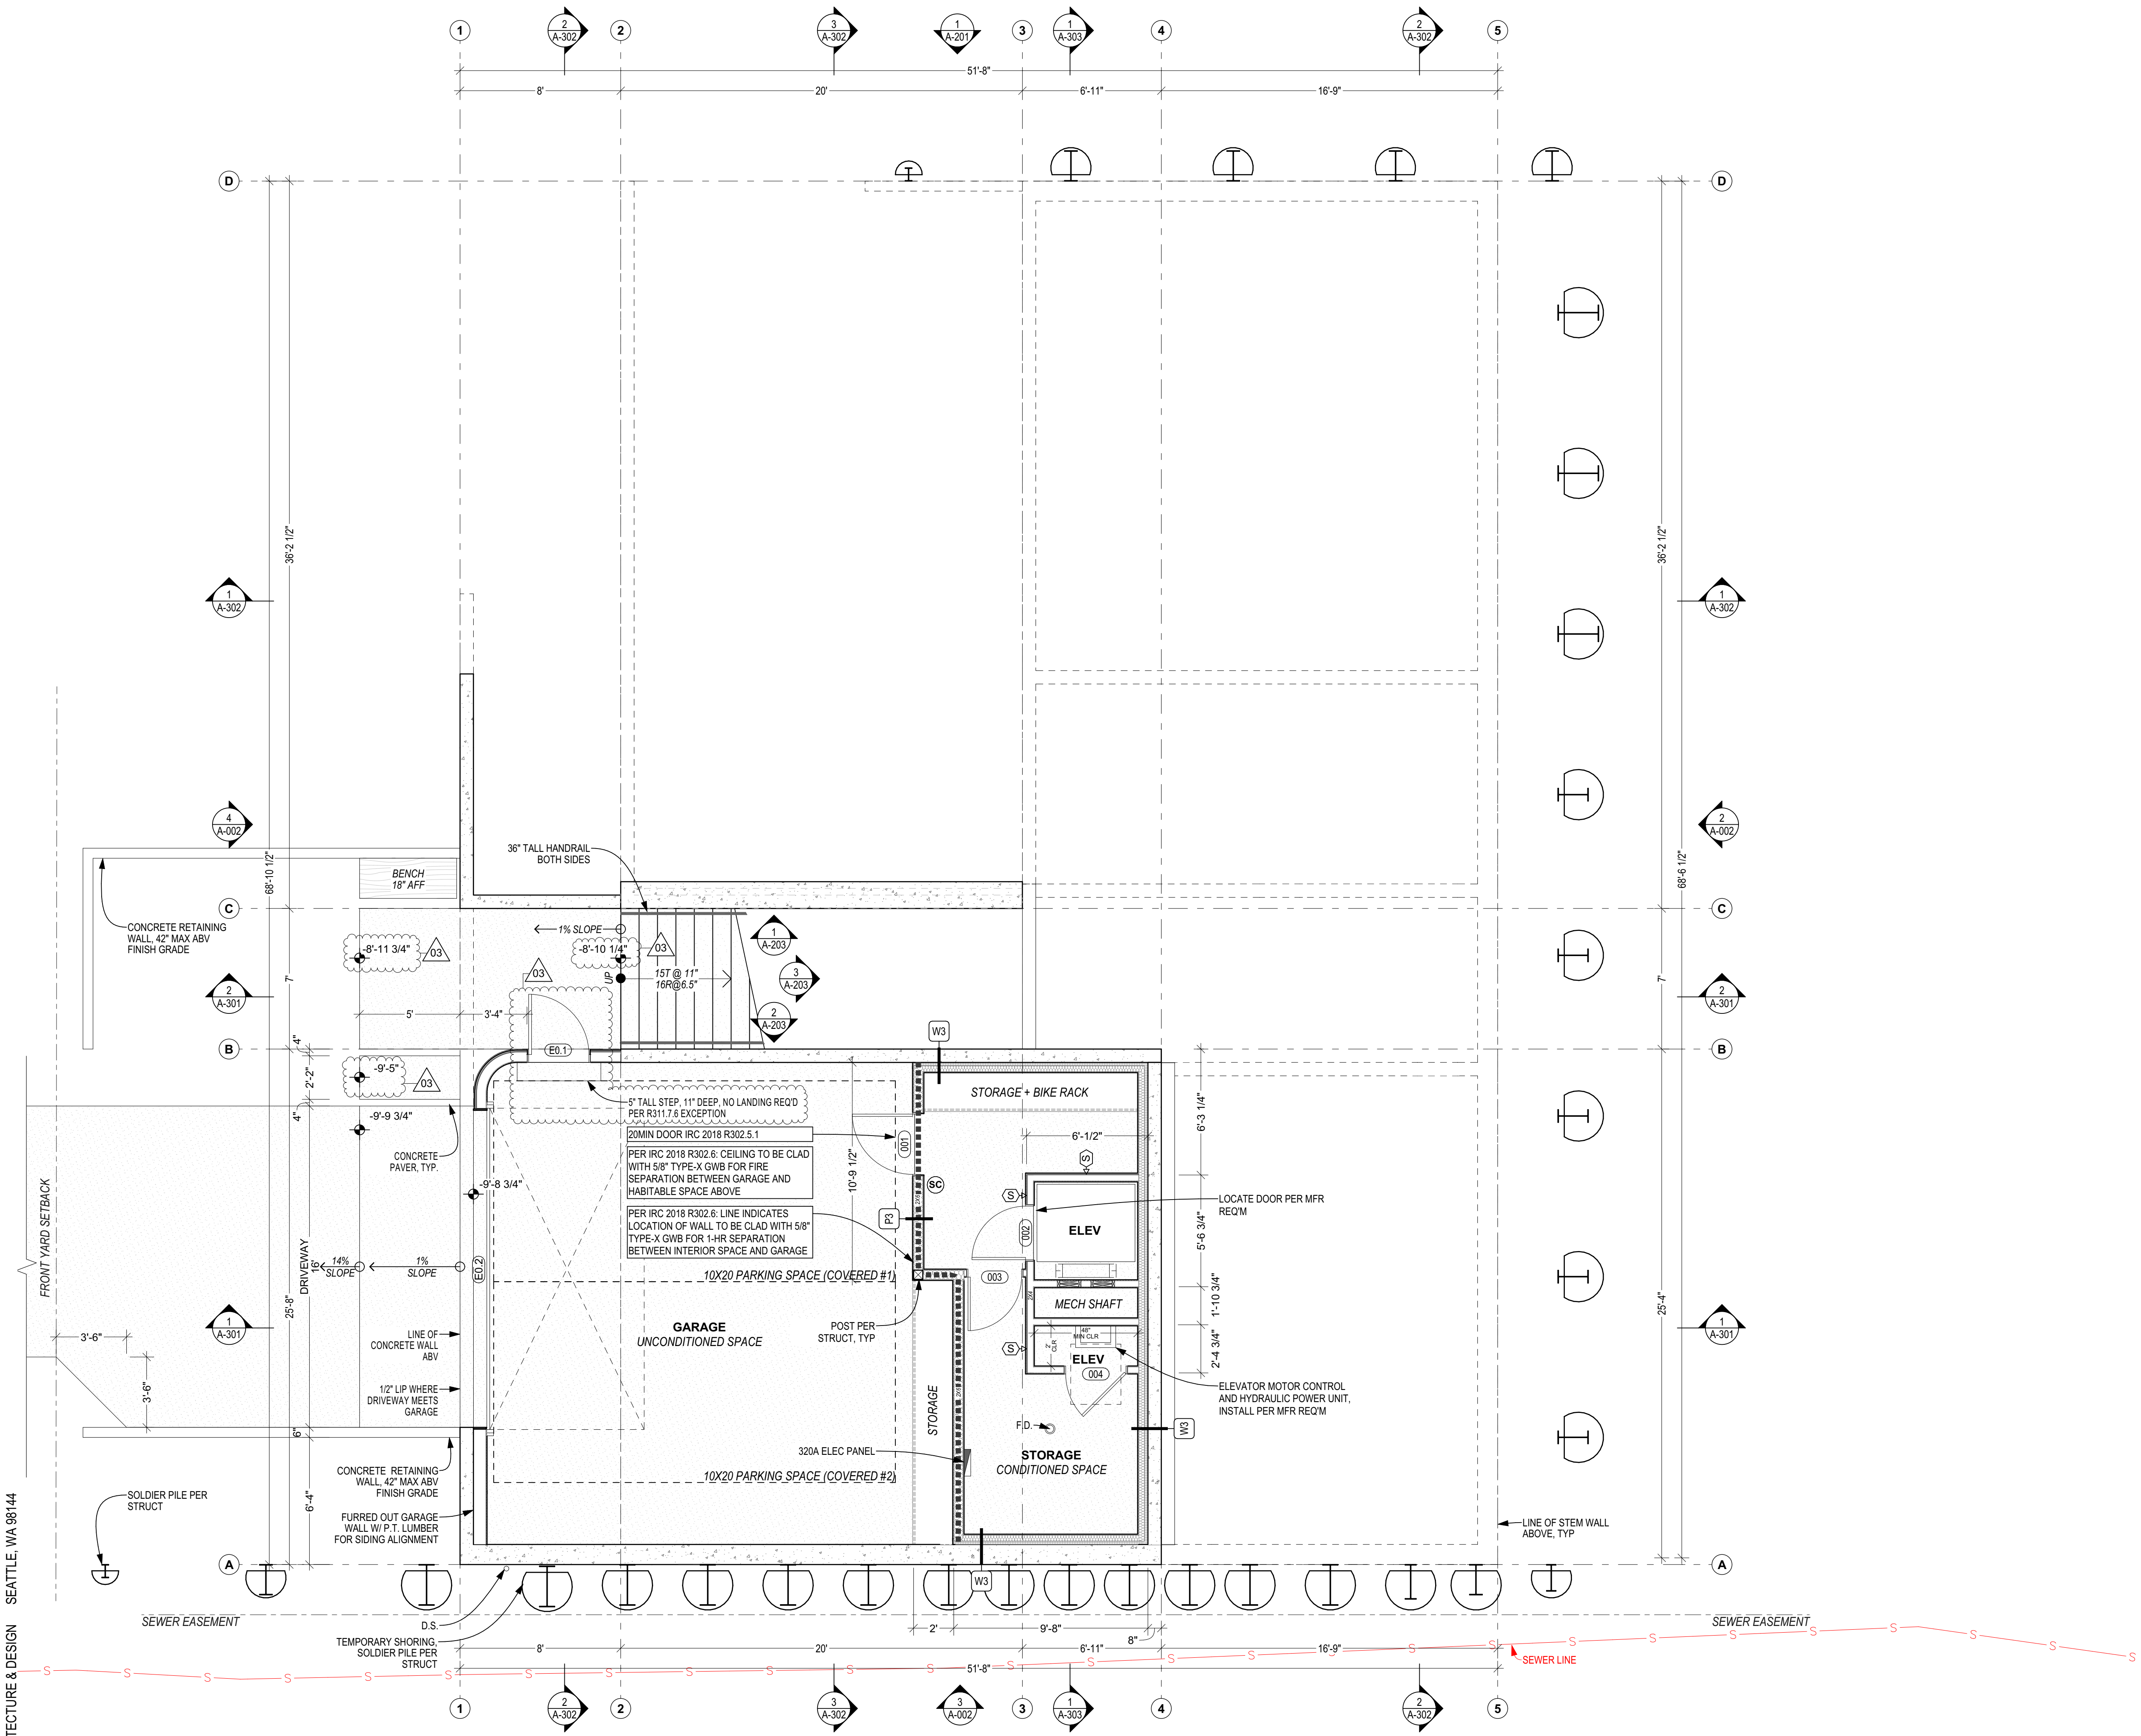 1
2
A-302
2
3
A-302
1
A-201
3
1
A-303
4
2
A-302
5
51'-8"
8'
20'
6'-11"
16'-9"
D
D
36'-2 1/2"
36'-2 1/2"
1
A-302
1
A-302
4
A-002
2
A-002
68'-10 1/2"
68'-6 1/2"
36" TALL HANDRAIL
BOTH SIDES
BENCH
18" AFF
C
C
CONCRETE RETAINING
WALL, 42" MAX ABV
FINISH GRADE
-8'-11 3/4"
03
1% SLOPE
-8'-10 1/4"
03
1
A-203
03
UP
15T @ 11"
16R@6.5"
3
A-203
2
A-301
7'
7'
2
A-301
5'
3'-4"
2
A-203
W3
B
4"
E0.1
B
-9'-5"
03
2'-2"
4"
-9'-9 3/4"
STORAGE + BIKE RACK
5" TALL STEP, 11" DEEP, NO LANDING REQ'D
PER R311.7.6 EXCEPTION
20MIN DOOR IRC 2018 R302.5.1
001
6'-1/2"
6'-3 1/4"
CONCRETE
PAVER, TYP.
PER IRC 2018 R302.6: CEILING TO BE CLAD
WITH 5/8" TYPE-X GWB FOR FIRE
SEPARATION BETWEEN GARAGE AND
HABITABLE SPACE ABOVE
10'-9 1/2"
S
SC
S
-9'-8 3/4"
2X6
LOCATE DOOR PER MFR
REQ'M
PER IRC 2018 R302.6: LINE INDICATES
LOCATION OF WALL TO BE CLAD WITH 5/8"
TYPE-X GWB FOR 1-HR SEPARATION
BETWEEN INTERIOR SPACE AND GARAGE
P3
002
ELEV
5'-6 3/4"
FRONT YARD SETBACK
DRIVEWAY
16'
14%
SLOPE
1%
SLOPE
E0.2
10X20 PARKING SPACE (COVERED #1)
003
2X4
MECH SHAFT
1'-10 3/4"
25'-8"
25'-4"
1
A-301
1
A-301
3'-6"
LINE OF
CONCRETE WALL
ABV
GARAGE
UNCONDITIONED SPACE
POST PER
STRUCT, TYP
48"
MIN CLR
2'
CLR
S
ELEV
004
2'-4 3/4"
3'-6"
1/2" LIP WHERE
DRIVEWAY MEETS
GARAGE
STORAGE
2X6
ELEVATOR MOTOR CONTROL
AND HYDRAULIC POWER UNIT,
INSTALL PER MFR REQ'M
F.D.
W3
6"
320A ELEC PANEL
STORAGE
CONDITIONED SPACE
CONCRETE RETAINING
WALL, 42" MAX ABV
FINISH GRADE
10X20 PARKING SPACE (COVERED #2)
SOLDIER PILE PER
STRUCT
6'-4"
FURRED OUT GARAGE
WALL W/ P.T. LUMBER
FOR SIDING ALIGNMENT
LINE OF STEM WALL
ABOVE, TYP
A
A
W3
SEWER EASEMENT
SEWER EASEMENT
D.S.
2'
9'-8"
8"
TEMPORARY SHORING,
SOLDIER PILE PER
STRUCT
8'
20'
6'-11"
16'-9"
51'-8"
S S S S S S S S S S S S S S S S S S S S S S S S S S S
SEWER LINE
1
2
A-302
2
3
A-302
3
A-002
3
1
A-303
4
2
A-302
5
TECTURE & DESIGN SEATTLE, WA 98144